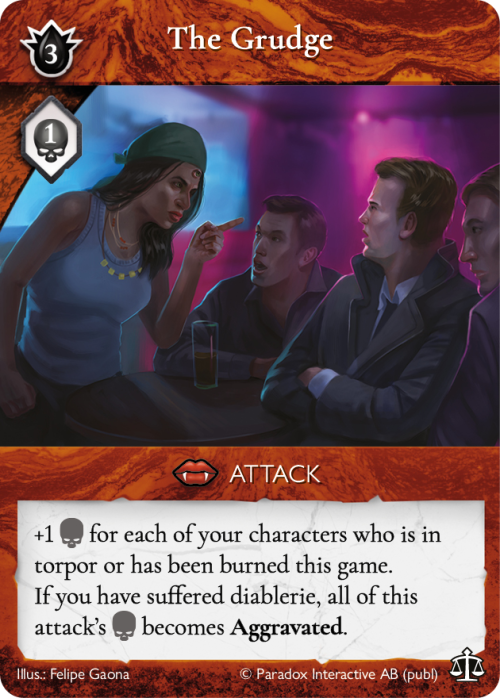 3
The Grudge
1
ATTACK
+1 for each of your characters who is in
torpor or has been burned this game.
If you have suffered diablerie, all of this
attack's becomes Aggravated.
Illus.: Felipe Gaona © Paradox Interactive AB (publ)